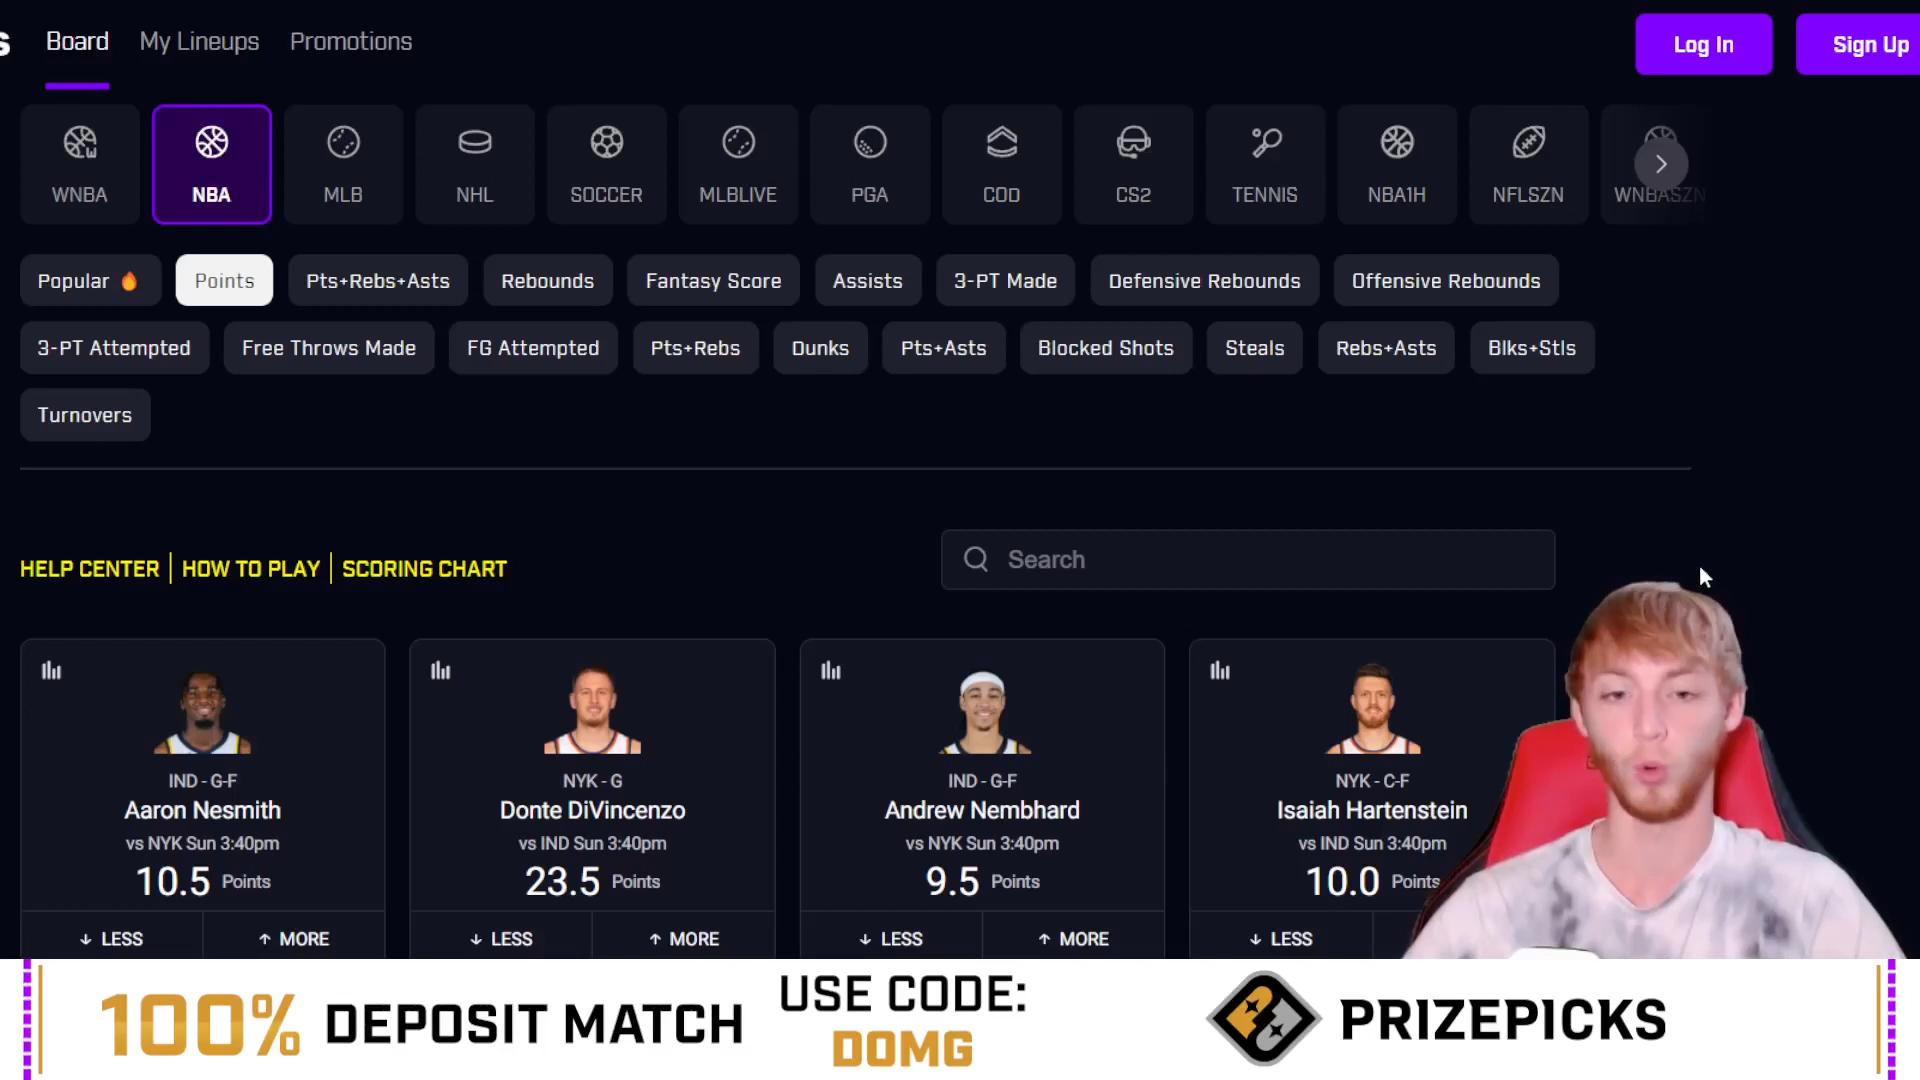 s Board My Lineups Promotions Log In Sign Up
WNBA NBA MLB NHL SOCCER MLBLIVE PGA COD CS2 TENNIS NBA1H NFLSZN WNBASZN
Popular Points Pts+Rebs+Asts Rebounds Fantasy Score Assists 3-PT Made Defensive Rebounds Offensive Rebounds
3-PT Attempted Free Throws Made FG Attempted Pts+Rebs Dunks Pts+Asts Blocked Shots Steals Rebs+Asts Blks+Stls
Turnovers
HELP CENTER HOW TO PLAY SCORING CHART Search
IND - G-F NYK - G IND - G-F NYK - C-F
Aaron Nesmith Donte DiVincenzo Andrew Nembhard Isaiah Hartenstein
vs NYK Sun 3:40pm vs IND Sun 3:40pm vs NYK Sun 3:40pm vs IND Sun 3:40pm
10.5 Points 23.5 Points 9.5 Points 10.0 Points
LESS MORE LESS MORE LESS MORE LESS
100% DEPOSIT MATCH USE CODE: DOMG PRIZEPICKS